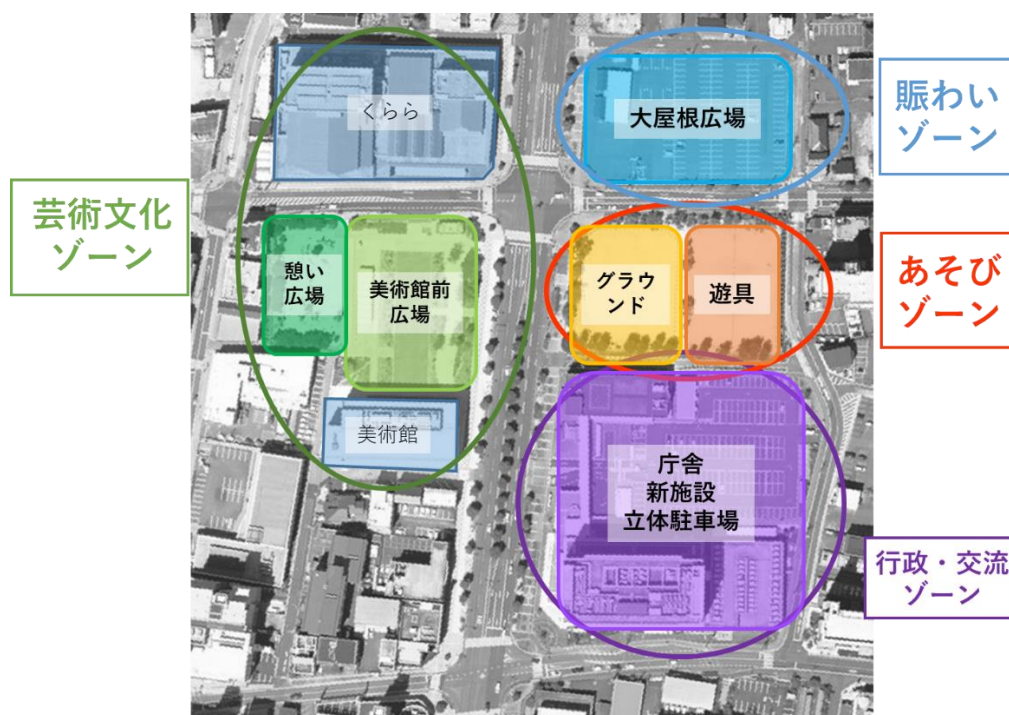 くらら
大屋根広場
賑わい
ゾーン
芸術文化
ゾーン
憩い
広場
美術館前
広場
グラウ
ンド
遊具
あそび
ゾーン
美術館
庁舎
新施設
立体駐車場
行政・交流
ゾーン